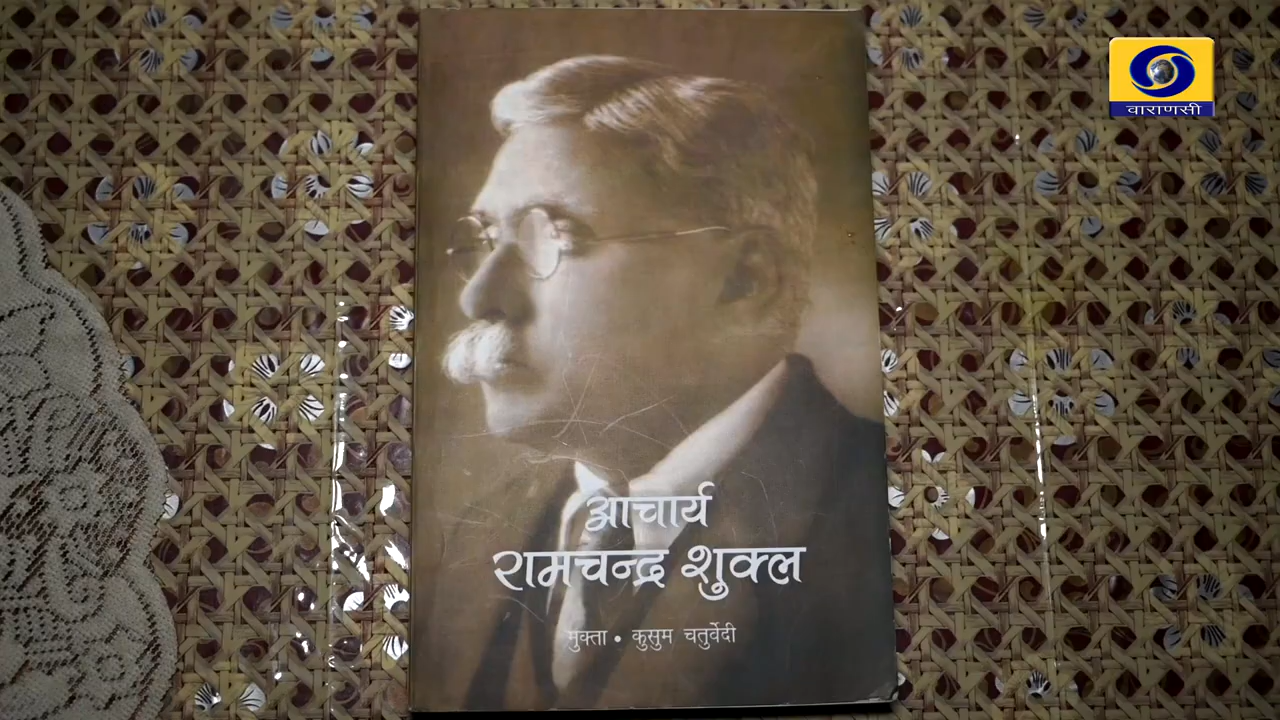 वाराणसी
आचार्य
रामचन्द्र शुक्ल
मुक्ता • कुसुम चतुर्वेदी